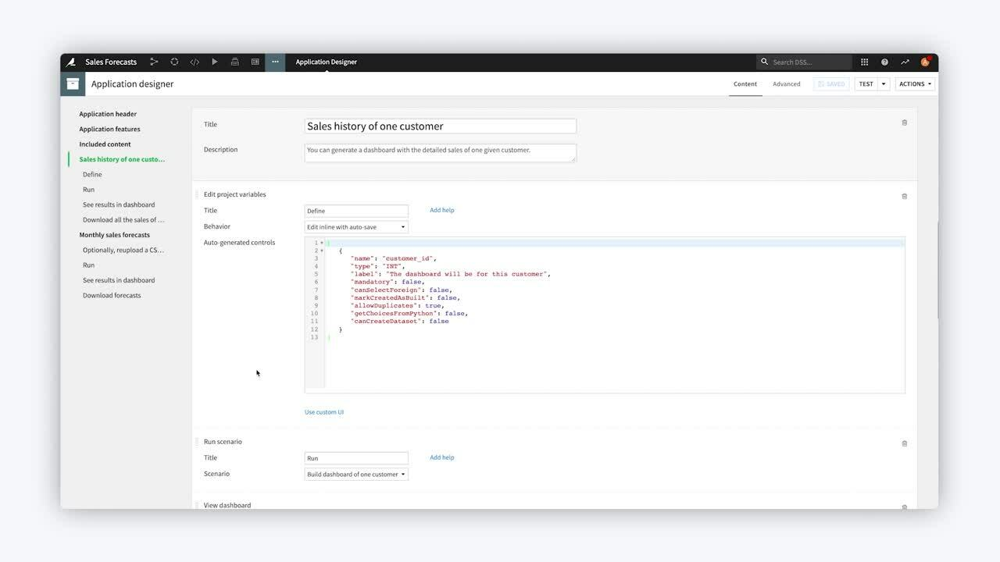 Sales Forecasts
Application Designer
Search DSS...
Application designer
Content
Advanced
SAVED
TEST
ACTIONS
Application header
Application features
Included content
Sales history of one custo...
Define
Run
See results in dashboard
Download all the sales of ...
Monthly sales forecasts
Optionally, reupload a CS...
Run
See results in dashboard
Download forecasts
Title
Sales history of one customer
Description
You can generate a dashboard with the detailed sales of one given customer.
Edit project variables
Title
Define
Add help
Behavior
Edit inline with auto-save
Auto-generated controls
1 [
2 {
3 "name": "customer_id",
4 "type": "INT",
5 "label": "The dashboard will be for this customer",
6 "mandatory": false,
7 "canSelectForeign": false,
8 "markCreatedAsBuilt": false,
9 "allowDuplicates": true,
10 "getChoicesFromPython": false,
11 "canCreateDataset": false
12 }
13 ]
Use custom UI
Run scenario
Title
Run
Add help
Scenario
Build dashboard of one customer
View dashboard